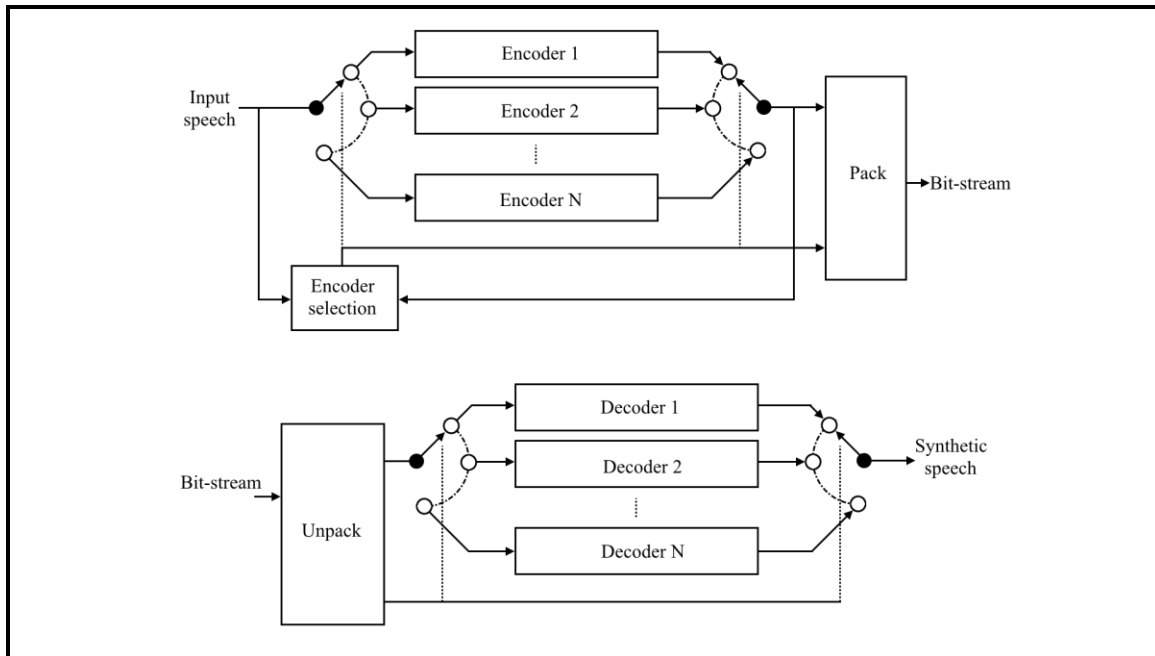 Encoder 1
Input
speech
Encoder 2
Pack
Bit-stream
Encoder N
Encoder
selection
Decoder 1
Synthetic
speech
Decoder 2
Bit-stream
Unpack
Decoder N